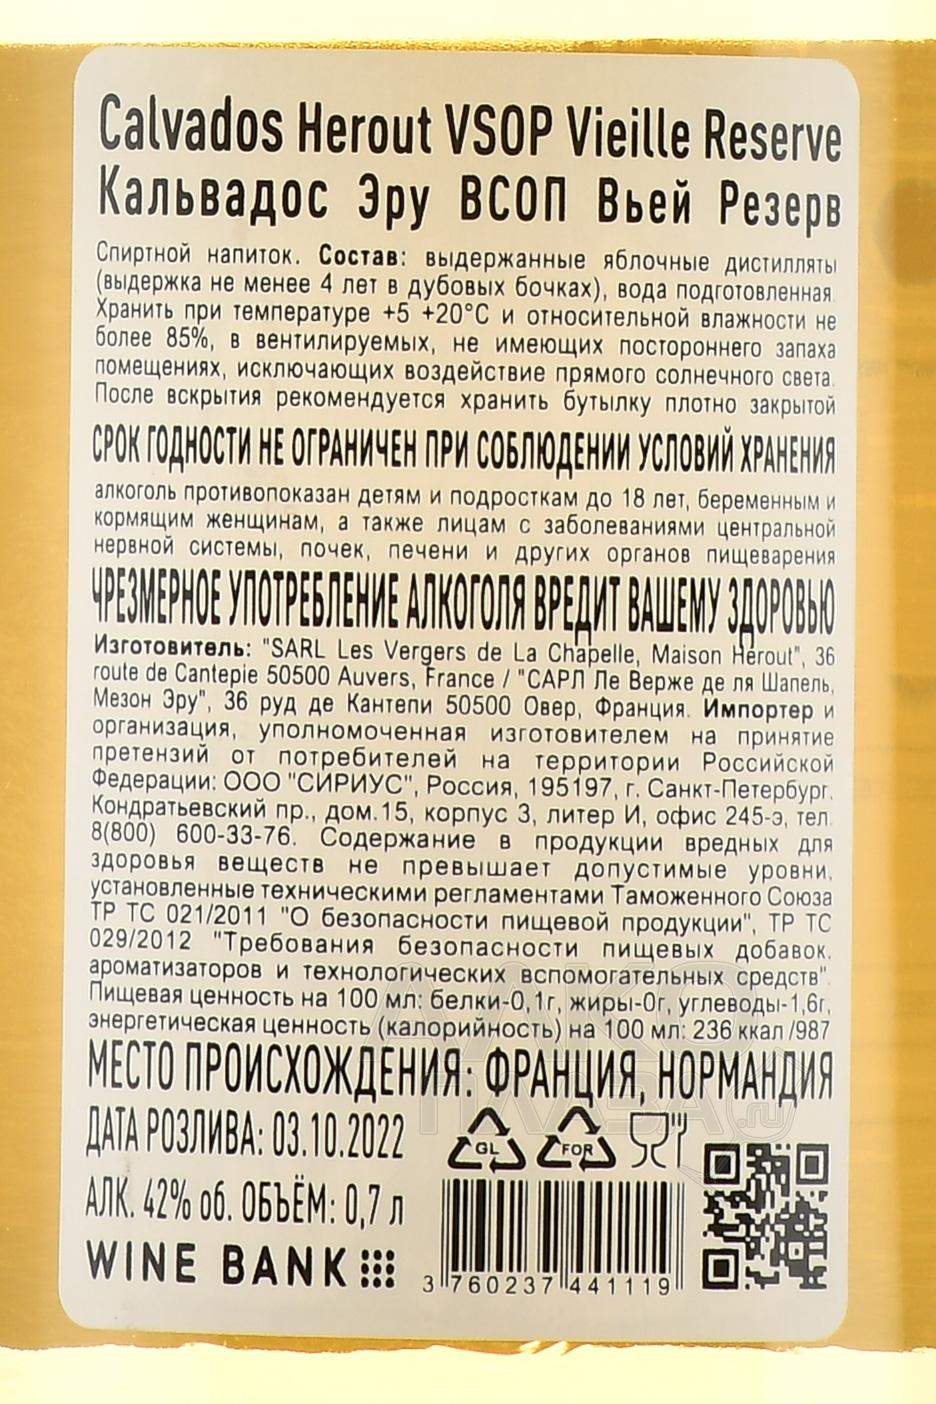 Calvados Herout VSOP Vieille Reserve
Кальвадос Эру ВСОП Вьей Резерв
Спиртной напиток. Состав: выдержанные яблочные дистилляты
(выдержка не менее 4 лет в дубовых бочках), вода подготовленная.
Хранить при температуре +5 +20°С и относительной влажности не
более 85%, в вентилируемых, не имеющих постороннего запаха
помещениях, исключающих воздействие прямого солнечного света.
После вскрытия рекомендуется хранить бутылку плотно закрытой
СРОК ГОДНОСТИ НЕ ОГРАНИЧЕН ПРИ СОБЛЮДЕНИИ УСЛОВИЙ ХРАНЕНИЯ
алкоголь противопоказан детям и подросткам до 18 лет, беременным и
кормящим женщинам, а также лицам с заболеваниями центральной
нервной системы, почек, печени и других органов пищеварения
ЧРЕЗМЕРНОЕ УПОТРЕБЛЕНИЕ АЛКОГОЛЯ ВРЕДИТ ВАШЕМУ ЗДОРОВЬЮ
Изготовитель: "SARL Les Vergers de La Chapelle, Maison Hérout", 36
route de Cantepie 50500 Auvers, France / "САРЛ Ле Верже де ля Шапель,
Мезон Эру", 36 руд де Кантепи 50500 Овер, Франция. Импортер и
организация, уполномоченная изготовителем на принятие
претензий от потребителей на территории Российской
Федерации: ООО "СИРИУС", Россия, 195197, г. Санкт-Петербург,
Кондратьевский пр., дом.15, корпус 3, литер И, офис 245-э, тел.
8(800) 600-33-76. Содержание в продукции вредных для
здоровья веществ не превышает допустимые уровни,
установленные техническими регламентами Таможенного Союза
ТР ТС 021/2011 "О безопасности пищевой продукции", ТР ТС
029/2012 "Требования безопасности пищевых добавок,
ароматизаторов и технологических вспомогательных средств".
Пищевая ценность на 100 мл: белки-0,1г, жиры-0г, углеводы-1,6г,
энергетическая ценность (калорийность) на 100 мл: 236 ккал/987
МЕСТО ПРОИСХОЖДЕНИЯ: ФРАНЦИЯ, НОРМАНДИЯ
ДАТА РОЗЛИВА: 03.10.2022
GL FOR
АЛК. 42% об. ОБЪЁМ: 0,7 л
WINE BANK
3 760237 441119